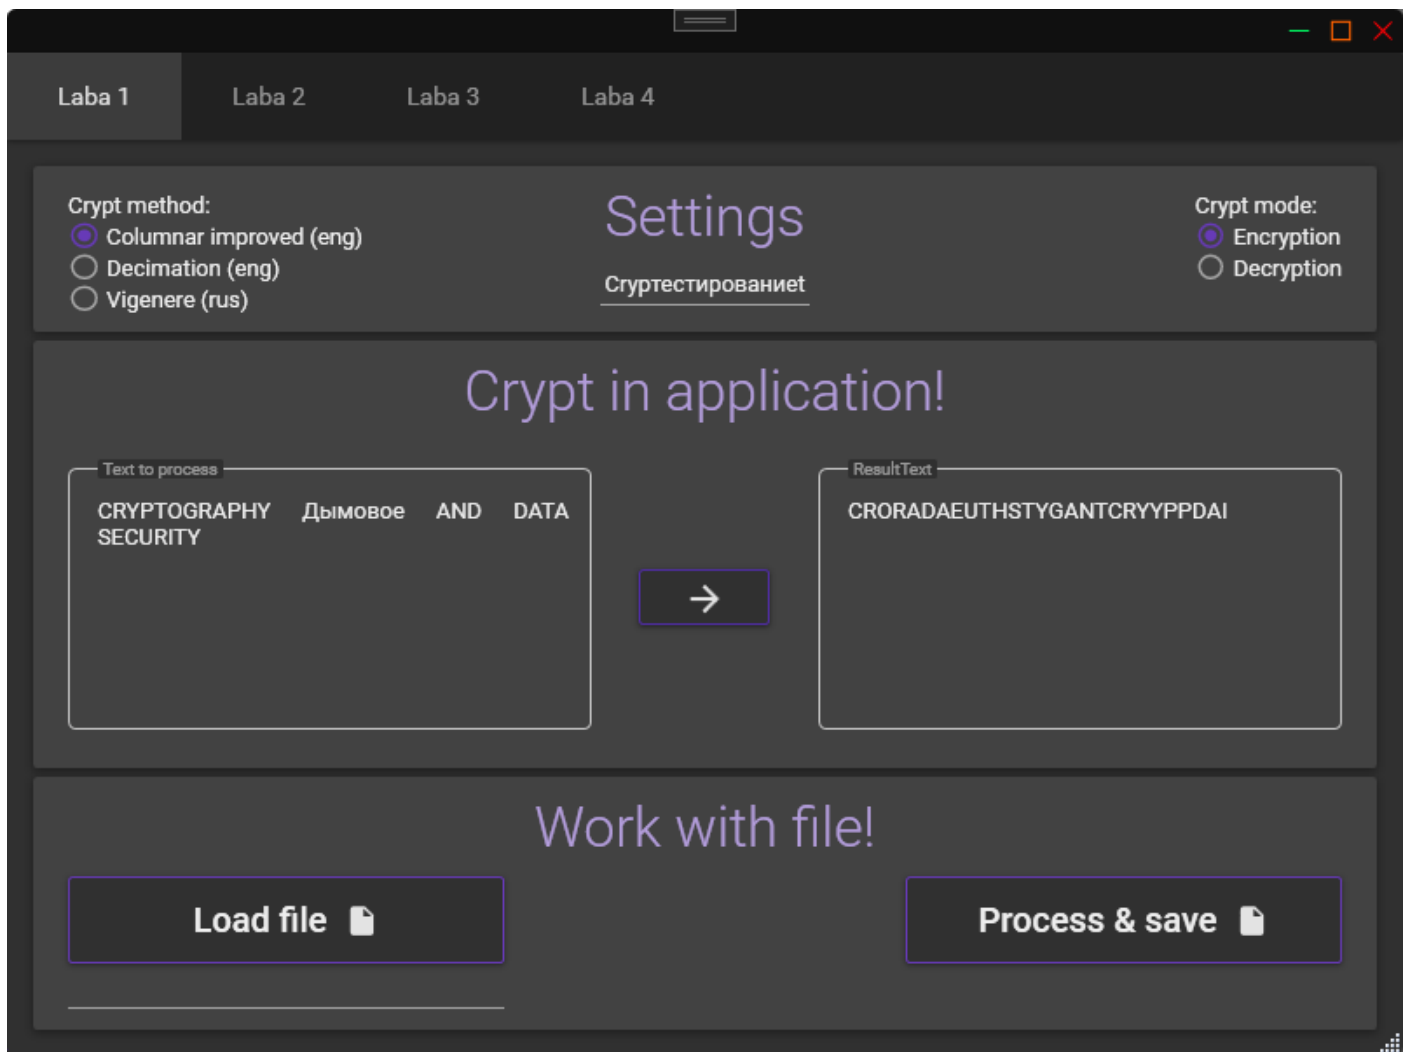 Laba 1 Laba 2 Laba 3 Laba 4
Crypt method:
Columnar improved (eng)
Decimation (eng)
Vigenere (rus)
Settings
Cryртестированиеt
Crypt mode:
Encryption
Decryption
Crypt in application!
Text to process
CRYPTOGRAPHY Дымовое AND DATA
SECURITY
ResultText
CRORADAEUTHSTYGANTCRYYPPDAI
Work with file!
Load file
Process & save